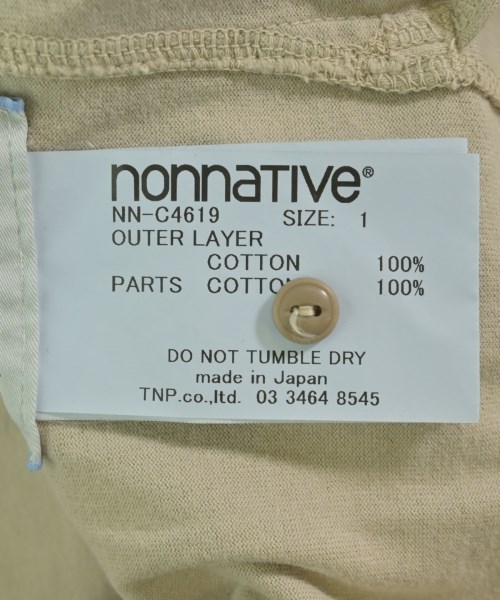 nonnative®
NN-C4619 SIZE: 1
OUTER LAYER
COTTON 100%
PARTS COTTON 100%
DO NOT TUMBLE DRY
made in Japan
TNP.co.,ltd. 03 3464 8545